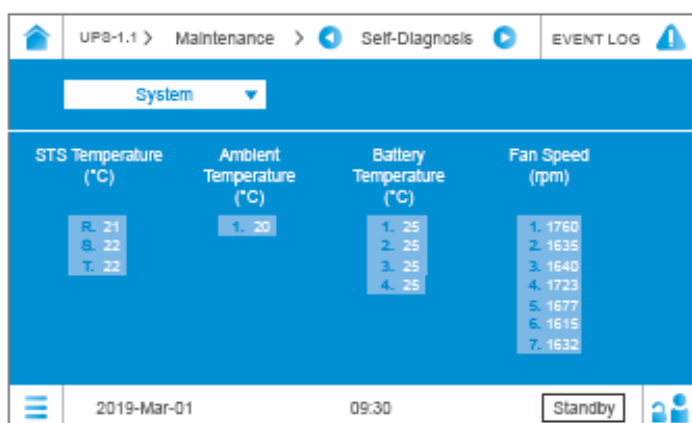 UPS-1.1 > Maintenance > Self-Diagnosis EVENT LOG
System
STS Temperature (°C)
R. 21
S. 22
T. 22
Ambient Temperature (°C)
1. 20
Battery Temperature (°C)
1. 25
2. 25
3. 25
4. 25
Fan Speed (rpm)
1. 1760
2. 1635
3. 1640
4. 1723
5. 1677
6. 1615
7. 1632
2019-Mar-01 09:30 Standby